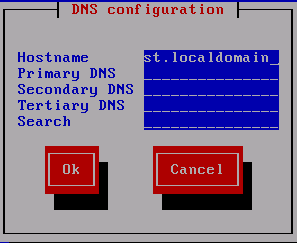 DNS configuration
Hostname st.localdomain_
Primary DNS
Secondary DNS
Tertiary DNS
Search
Ok Cancel